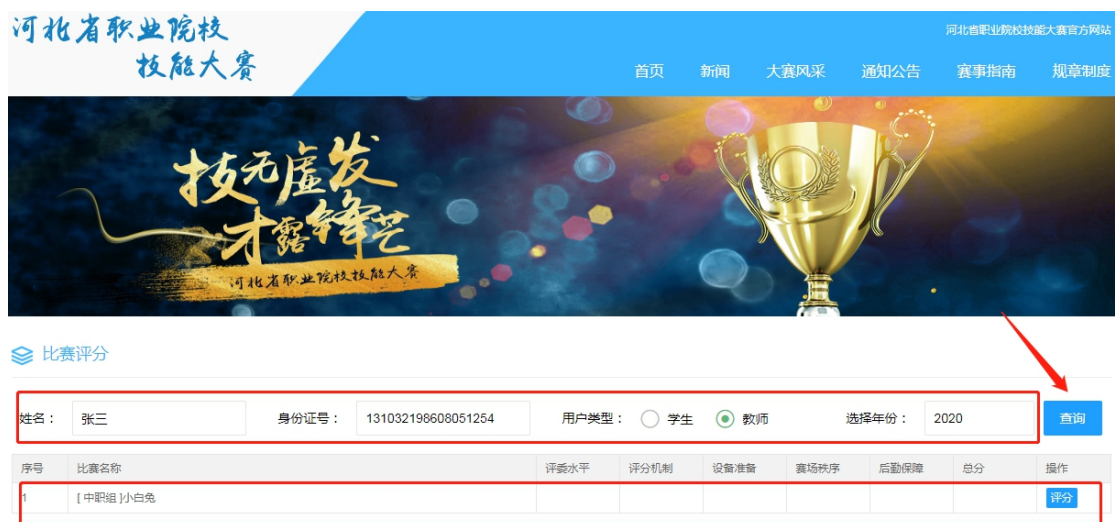 河北省职业院校
技能大赛
河北省职业院校技能大赛官方网站
首页 新闻 大赛风采 通知公告 赛事指南 规章制度
技无虚发
才露锋芒
河北省职业院校技能大赛
比赛评分
姓名： 张三 身份证号： 131032198608051254 用户类型： 学生 教师 选择年份： 2020 查询
序号 比赛名称 评委水平 评分机制 设备准备 赛场秩序 后勤保障 总分 操作
1 [ 中职组 ]小白兔 评分